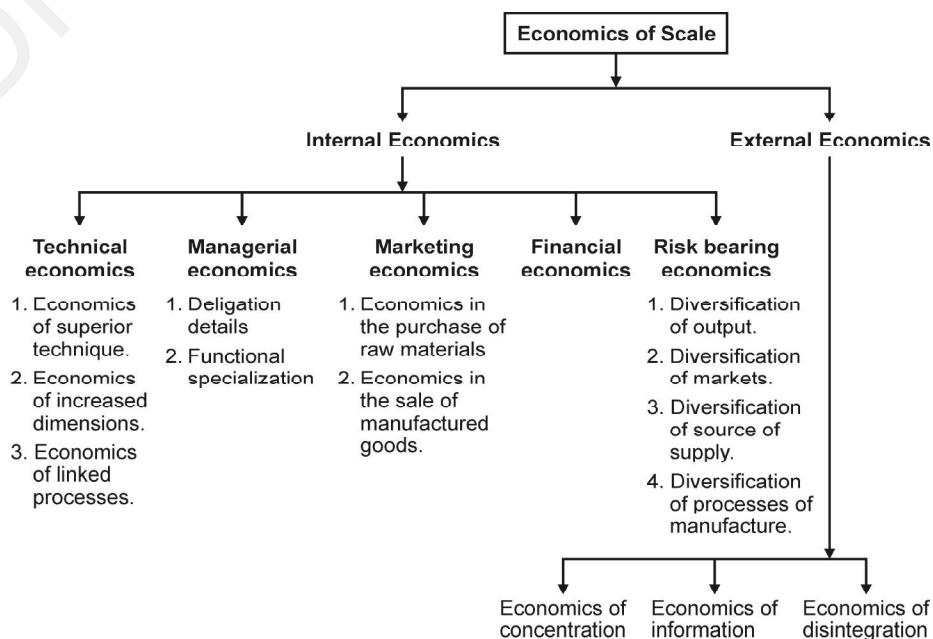 Economics of Scale
Internal Economics
External Economics
Technical
economics
1. Economics
of superior
technique.
2. Economics
of increased
dimensions.
3. Economics
of linked
processes.
Managerial
economics
1. Deligation
details
2. Functional
specialization
Marketing
economics
1. Economics in
the purchase of
raw materials
2. Economics in
the sale of
manufactured
goods.
Financial
economics
Risk bearing
economics
1. Diversification
of output.
2. Diversification
of markets.
3. Diversification
of source of
supply.
4. Diversification
of processes of
manufacture.
Economics of
concentration
Economics of
information
Economics of
disintegration